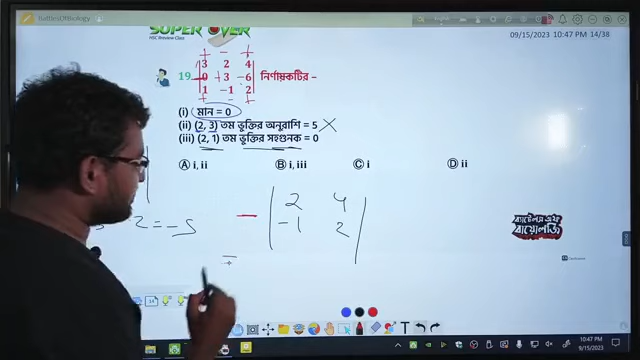 BattlesOfBiology
SUPER OVER
HSC Review Class
09/15/2023 10:47 PM 14/38
+ - +
3 2 4
19. 0 3 -6 নির্ণায়কটির -
1 -1 2
+ - +
(i) মান = 0
(ii) (2, 3) তম ভুক্তির অনুরাশি = 5
(iii) (2, 1) তম ভুক্তির সহগুনক = 0
Ⓐ i, ii Ⓑ i, iii Ⓒ i Ⓓ ii
2 4
- -1 2
- 2 = -5
=
ব্যাটেলস অফ
বায়োলজি
10:47 PM
9/15/2023